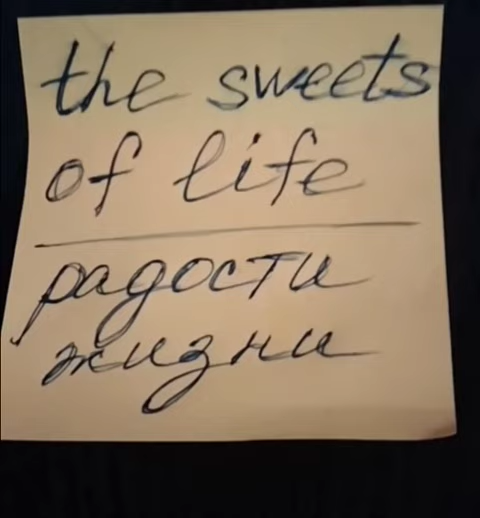 the sweets
of life
радости
жизни